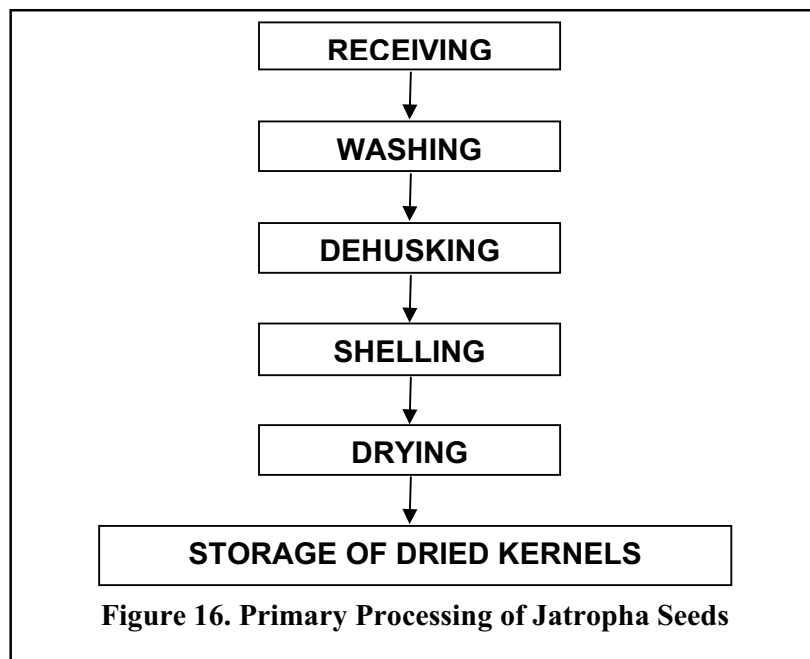 RECEIVING
WASHING
DEHUSKING
SHELLING
DRYING
STORAGE OF DRIED KERNELS
Figure 16. Primary Processing of Jatropha Seeds